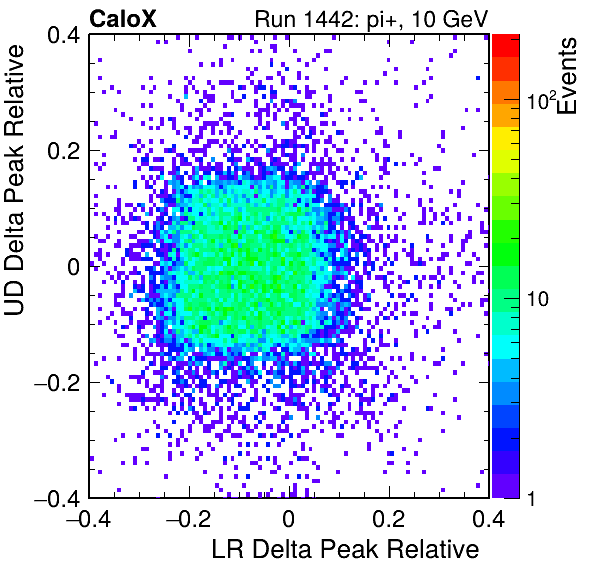 CaloX Run 1442: pi+, 10 GeV
UD Delta Peak Relative
0.4
0.2
0
−0.2
−0.4
−0.4 −0.2 0 0.2 0.4
LR Delta Peak Relative
Events
10²
10
1